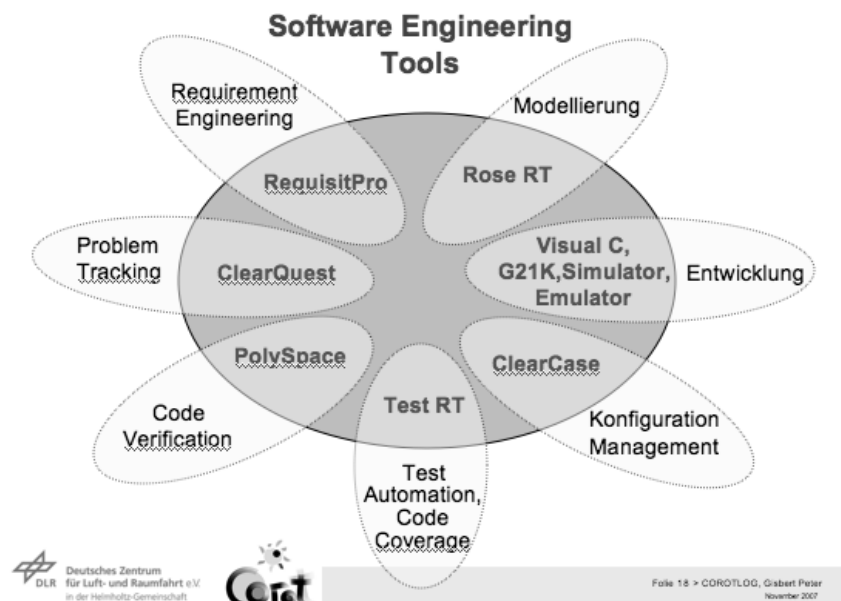 Software Engineering
Tools
Requirement
Engineering
Modellierung
RequisitPro
Rose RT
Problem
Tracking
ClearQuest
Visual C,
G21K,Simulator,
Emulator
Entwicklung
PolySpace
ClearCase
Code
Verification
Test RT
Konfiguration
Management
Test
Automation,
Code
Coverage
DLR
Deutsches Zentrum
für Luft- und Raumfahrt e.V.
in der Helmholtz-Gemeinschaft
Corot
Folie 18 > COROTLOG, Gisbert Peter
November 2007